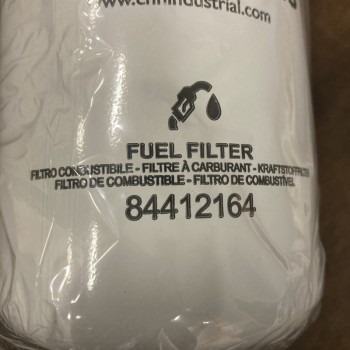 www.cnhindustrial.com
FUEL FILTER
FILTRO COMBUSTIBILE - FILTRE À CARBURANT - KRAFTSTOFFFILTER
FILTRO DE COMBUSTIBLE - FILTRO DE COMBUSTÍVEL
84412164